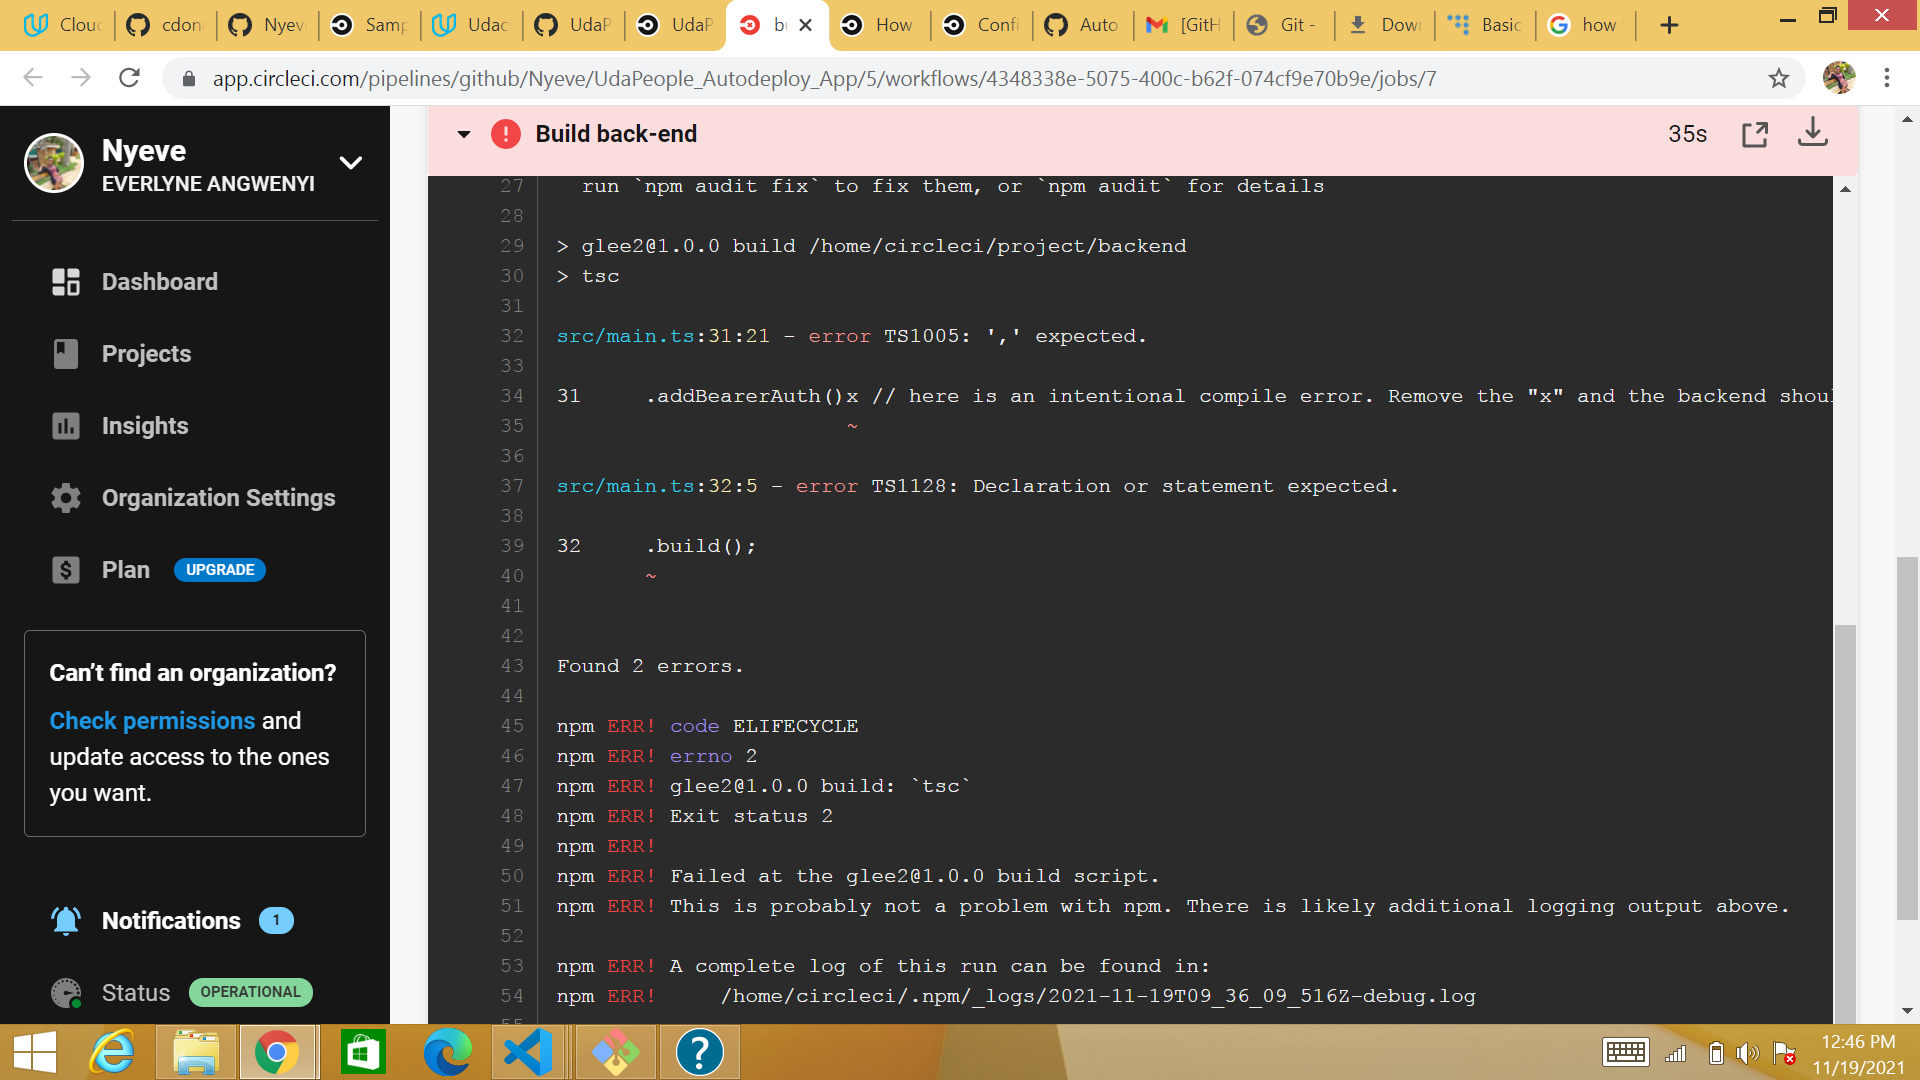 Clou
cdon
Nyev
Samp
Udac
UdaP
UdaP
b
How
Confi
Auto
[GitH
Git -
Dow
Basic
how
app.circleci.com/pipelines/github/Nyeve/UdaPeople_Autodeploy_App/5/workflows/4348338e-5075-400c-b62f-074cf9e70b9e/jobs/7
Nyeve
EVERLYNE ANGWENYI
Dashboard
Projects
Insights
Organization Settings
Plan UPGRADE
Can't find an organization?
Check permissions and
update access to the ones
you want.
Notifications 1
Status OPERATIONAL
Build back-end 35s
27 run `npm audit fix` to fix them, or `npm audit` for details
28
29 > glee2@1.0.0 build /home/circleci/project/backend
30 > tsc
31
32 src/main.ts:31:21 - error TS1005: ',' expected.
33
34 31 .addBearerAuth()x // here is an intentional compile error. Remove the "x" and the backend shoul
35 ~
36
37 src/main.ts:32:5 - error TS1128: Declaration or statement expected.
38
39 32 .build();
40 ~
41
42
43 Found 2 errors.
44
45 npm ERR! code ELIFECYCLE
46 npm ERR! errno 2
47 npm ERR! glee2@1.0.0 build: `tsc`
48 npm ERR! Exit status 2
49 npm ERR!
50 npm ERR! Failed at the glee2@1.0.0 build script.
51 npm ERR! This is probably not a problem with npm. There is likely additional logging output above.
52
53 npm ERR! A complete log of this run can be found in:
54 npm ERR! /home/circleci/.npm/_logs/2021-11-19T09_36_09_516Z-debug.log
55
12:46 PM
11/19/2021